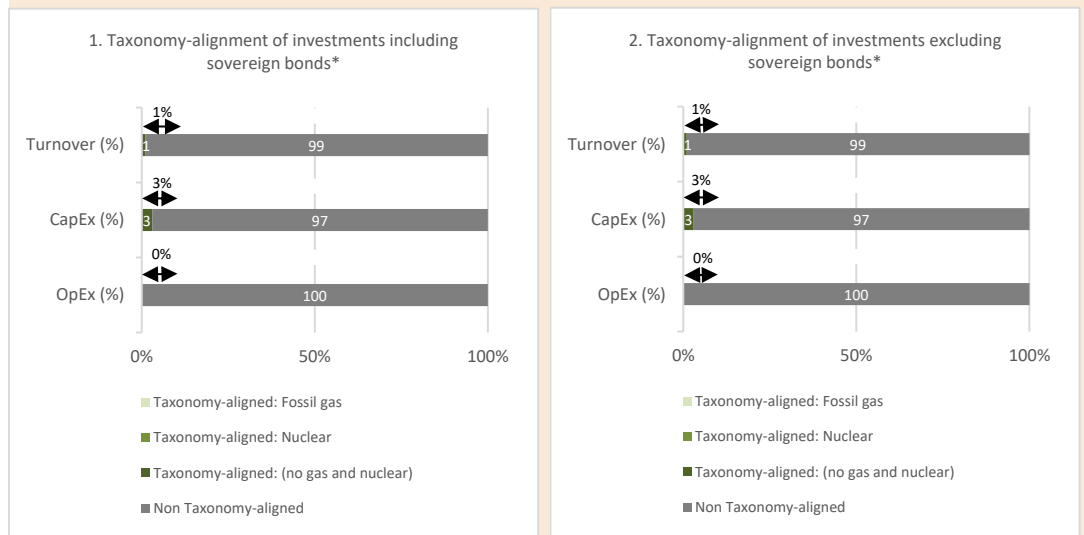 1. Taxonomy-alignment of investments including
sovereign bonds*
1%
Turnover (%)
1
99
3%
CapEx (%)
3
97
0%
OpEx (%)
100
0%
50%
100%
Taxonomy-aligned: Fossil gas
Taxonomy-aligned: Nuclear
Taxonomy-aligned: (no gas and nuclear)
Non Taxonomy-aligned
2. Taxonomy-alignment of investments excluding
sovereign bonds*
1%
Turnover (%)
1
99
3%
CapEx (%)
3
97
0%
OpEx (%)
100
0%
50%
100%
Taxonomy-aligned: Fossil gas
Taxonomy-aligned: Nuclear
Taxonomy-aligned: (no gas and nuclear)
Non Taxonomy-aligned